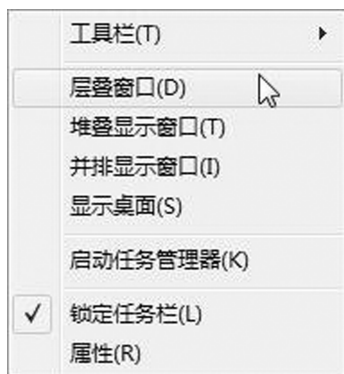 工具栏(T)
层叠窗口(D)
堆叠显示窗口(T)
并排显示窗口(I)
显示桌面(S)
启动任务管理器(K)
锁定任务栏(L)
属性(R)